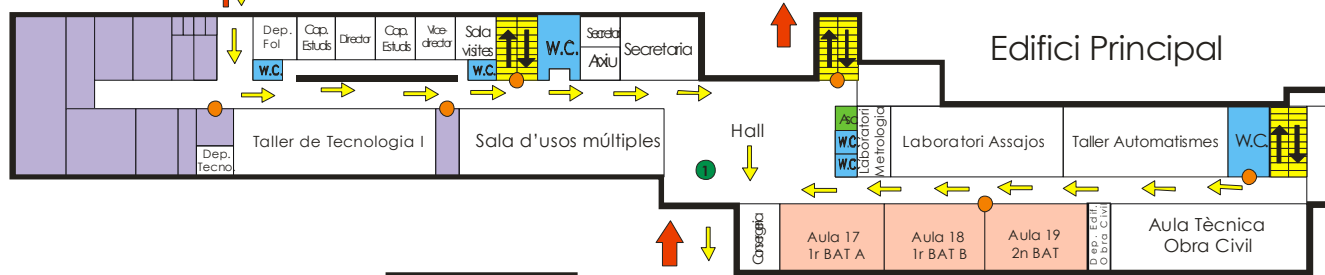 Edifici Principal
Dep.
Fol
Cap.
Estudis
Director
Cap.
Estudis
Vice-
director
Sala
visites
W.C.
Secretar
Arxiu
Secretaria
W.C.
W.C.
Taller de Tecnologia I
Sala d'usos múltiples
Dep.
Tecno.
Hall
1
Asc
W.C.
W.C.
Laboratori
Metrologia
Laboratori Assajos
Taller Automatismes
W.C.
Consergeria
Aula 17
1r BAT A
Aula 18
1r BAT B
Aula 19
2n BAT
Dep. Edif.
Obra Civil
Aula Tècnica
Obra Civil